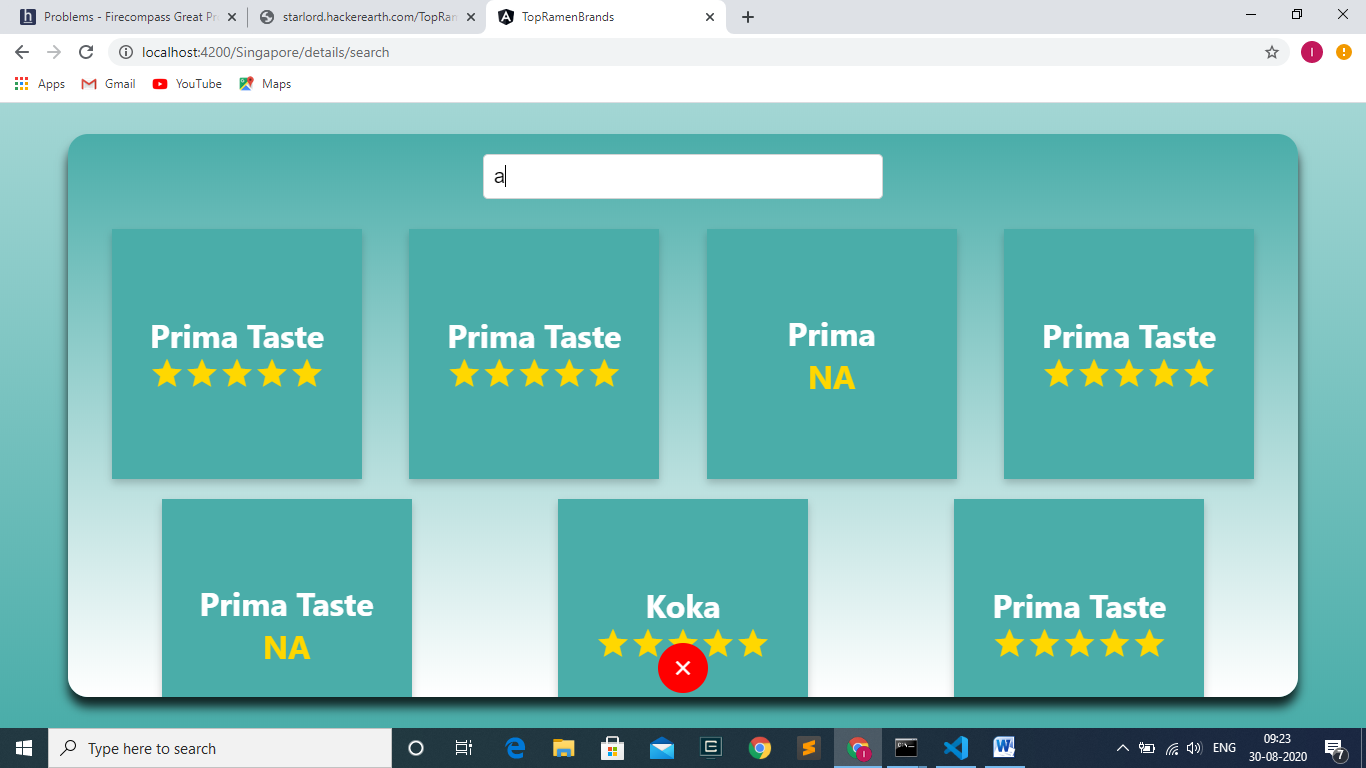 Problems - Firecompass Great Pr
starlord.hackerearth.com/TopRam
TopRamenBrands
localhost:4200/Singapore/details/search
I
Apps
Gmail
YouTube
Maps
a
Prima Taste
Prima Taste
Prima
NA
Prima Taste
Prima Taste
NA
Koka
Prima Taste
Type here to search
ENG
09:23
30-08-2020
7